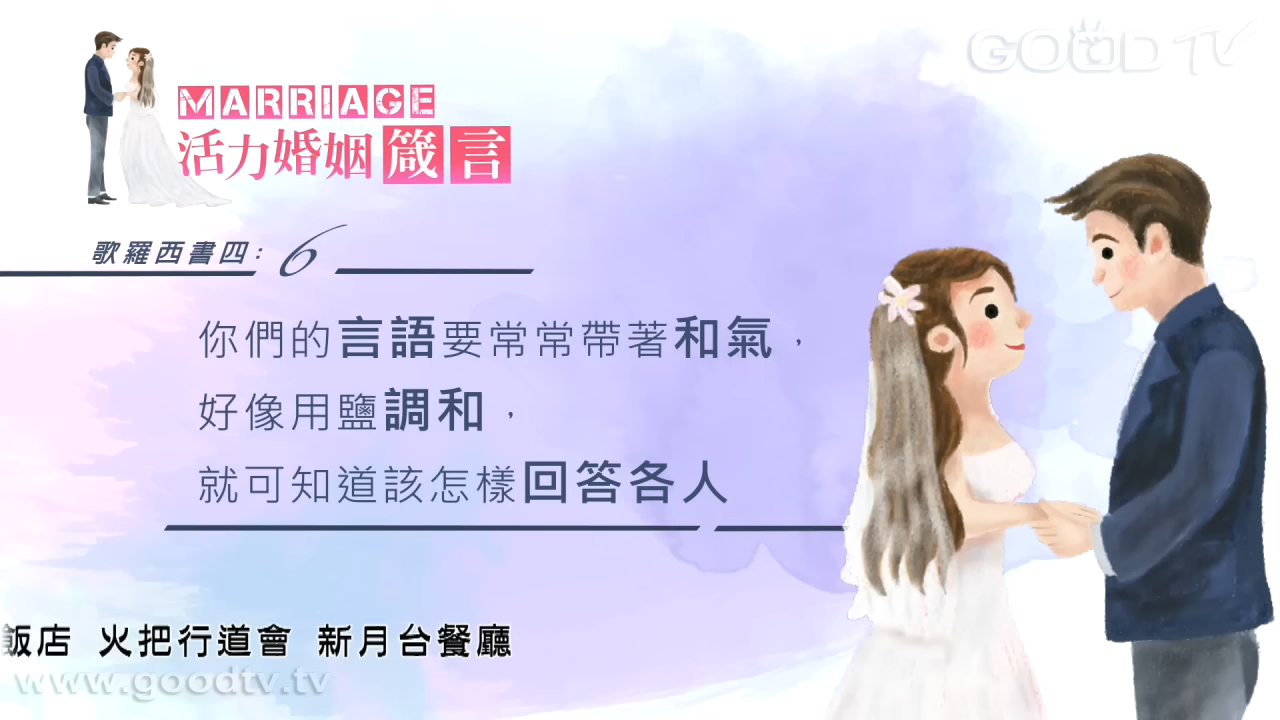 GOOD TV
MARRIAGE
活力婚姻箴言
歌羅西書四：6
你們的言語要常常帶著和氣，
好像用鹽調和，
就可知道該怎樣回答各人
飯店 火把行道會 新月台餐廳
www.goodtv.tv